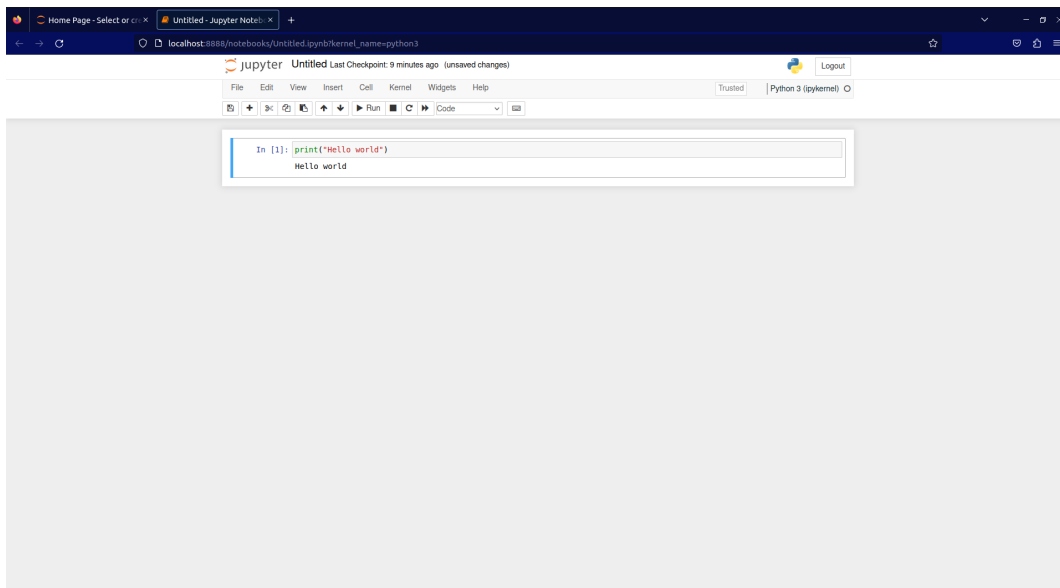 Home Page - Select or cre
Untitled - Jupyter Notebo
localhost:8888/notebooks/Untitled.ipynb?kernel_name=python3
jupyter Untitled Last Checkpoint: 9 minutes ago (unsaved changes)
Logout
File Edit View Insert Cell Kernel Widgets Help
Trusted Python 3 (ipykernel)
Run Code
In [1]: print("Hello world")
Hello world